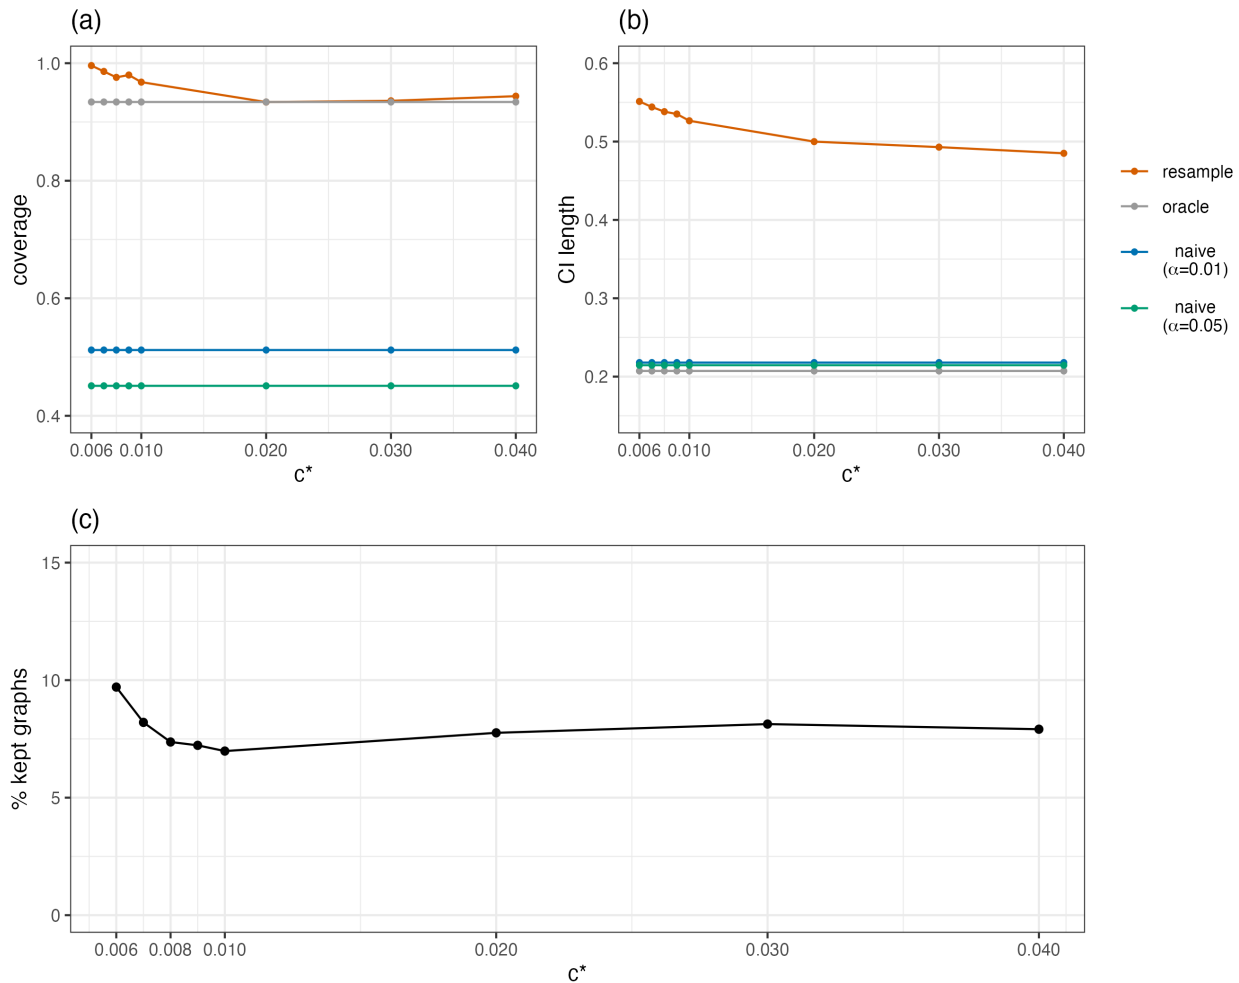 (a)
1.0
0.8
0.6
0.4
coverage
0.006 0.010 0.020 0.030 0.040
c*
(b)
0.6
0.5
0.4
0.3
0.2
CI length
0.006 0.010 0.020 0.030 0.040
c*
resample
oracle
naive
(α=0.01)
naive
(α=0.05)
(c)
15
10
5
0
% kept graphs
0.006 0.008 0.010 0.020 0.030 0.040
c*